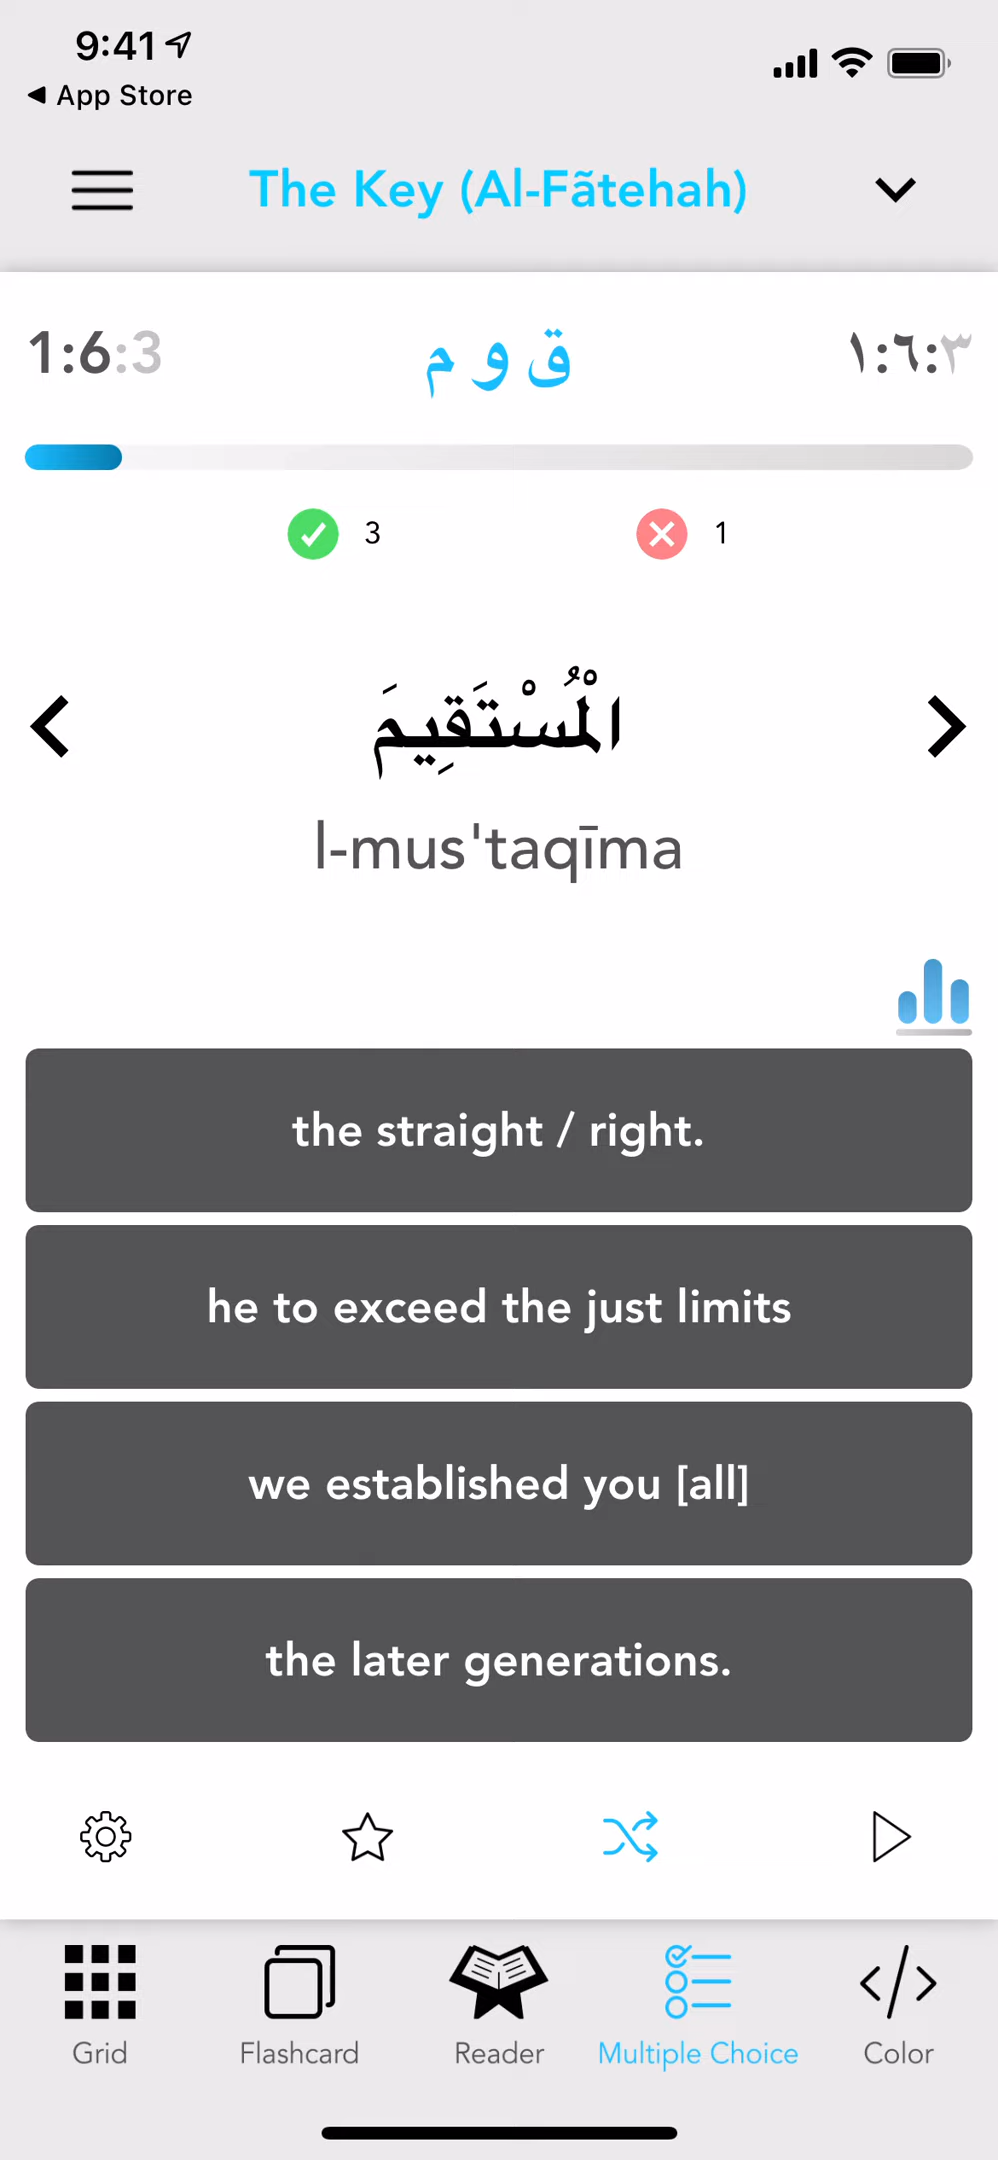 9:41
◀ App Store
The Key (Al-Fãtehah)
1:6:3
ق و م
١:٦:٣
3
1
الْمُسْتَقِيمَ
l-mus'taqīma
the straight / right.
he to exceed the just limits
we established you [all]
the later generations.
Grid
Flashcard
Reader
Multiple Choice
Color